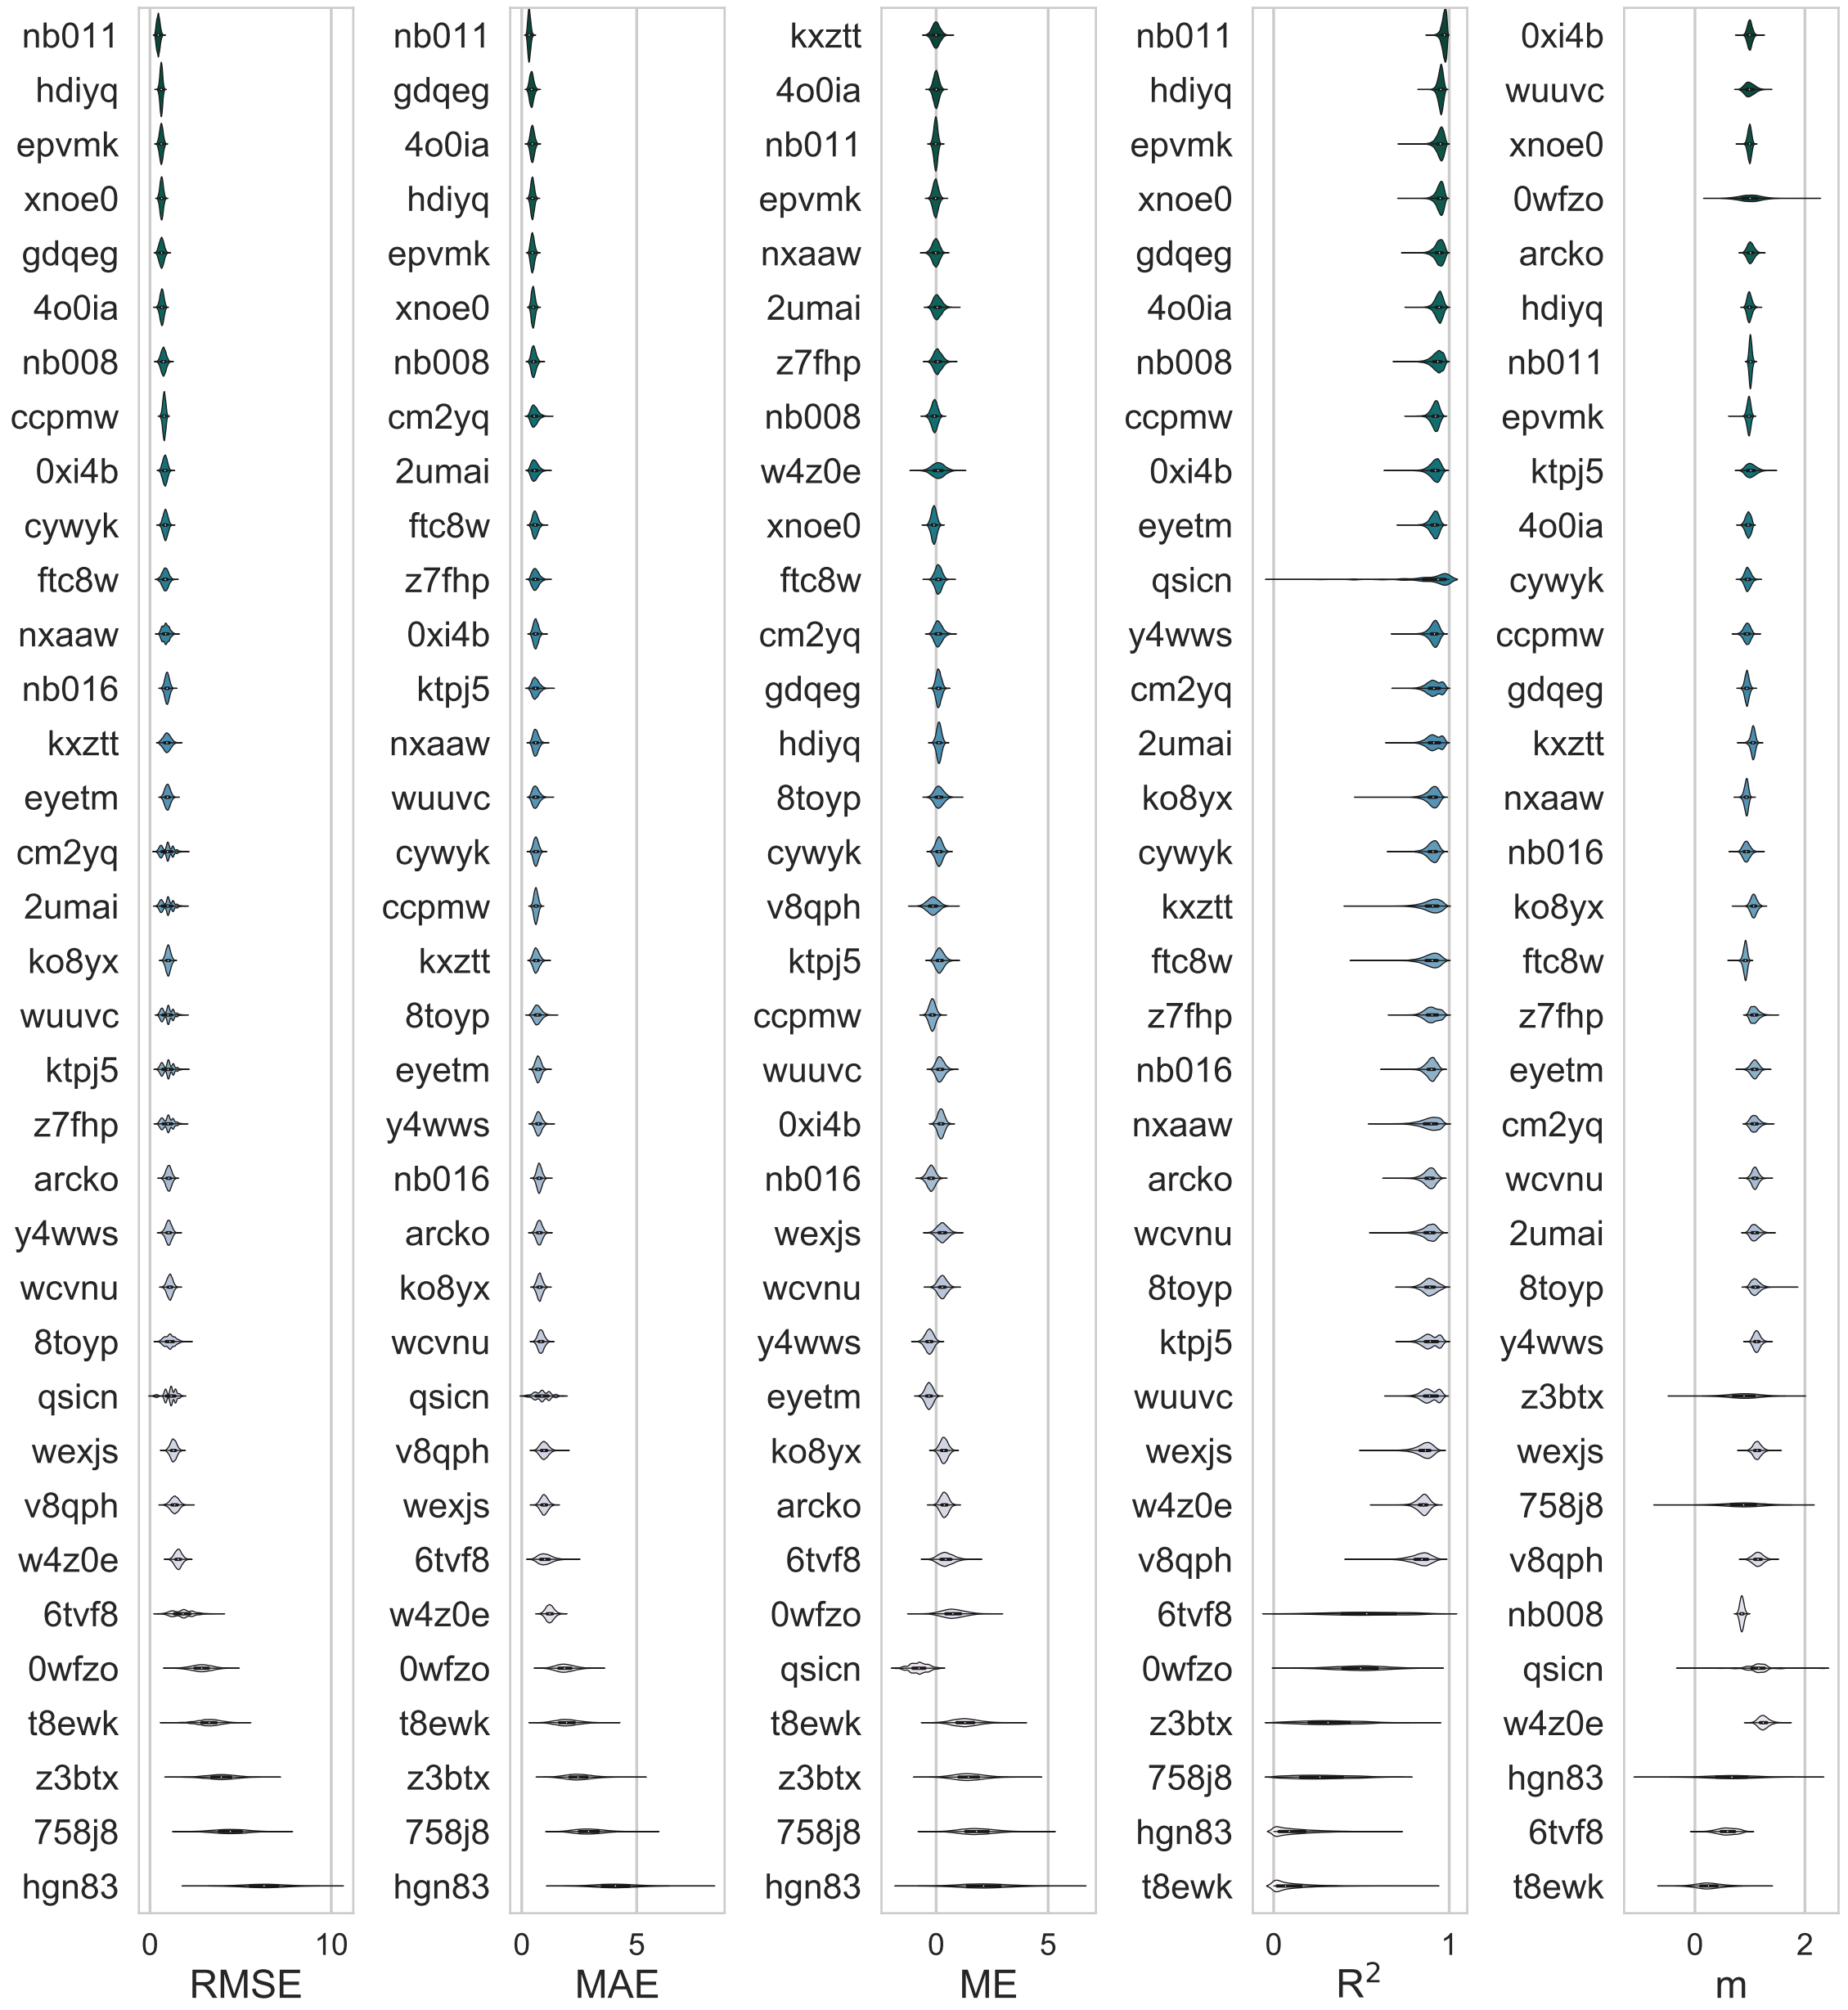 nb011 nb011 kxztt nb011 0xi4b
hdiyq gdqeg 4o0ia hdiyq wuuvc
epvmk 4o0ia nb011 epvmk xnoe0
xnoe0 hdiyq epvmk xnoe0 0wfzo
gdqeg epvmk nxaaw gdqeg arcko
4o0ia xnoe0 2umai 4o0ia hdiyq
nb008 nb008 z7fhp nb008 nb011
ccpmw cm2yq nb008 ccpmw epvmk
0xi4b 2umai w4z0e 0xi4b ktpj5
cywyk ftc8w xnoe0 eyetm 4o0ia
ftc8w z7fhp ftc8w qsicn cywyk
nxaaw 0xi4b cm2yq y4wws ccpmw
nb016 ktpj5 gdqeg cm2yq gdqeg
kxztt nxaaw hdiyq 2umai kxztt
eyetm wuuvc 8toyp ko8yx nxaaw
cm2yq cywyk cywyk cywyk nb016
2umai ccpmw v8qph kxztt ko8yx
ko8yx kxztt ktpj5 ftc8w ftc8w
wuuvc 8toyp ccpmw z7fhp z7fhp
ktpj5 eyetm wuuvc nb016 eyetm
z7fhp y4wws 0xi4b nxaaw cm2yq
arcko nb016 nb016 arcko wcvnu
y4wws arcko wexjs wcvnu 2umai
wcvnu ko8yx wcvnu 8toyp 8toyp
8toyp wcvnu y4wws ktpj5 y4wws
qsicn qsicn eyetm wuuvc z3btx
wexjs v8qph ko8yx wexjs wexjs
v8qph wexjs arcko w4z0e 758j8
w4z0e 6tvf8 6tvf8 v8qph v8qph
6tvf8 w4z0e 0wfzo 6tvf8 nb008
0wfzo 0wfzo qsicn 0wfzo qsicn
t8ewk t8ewk t8ewk z3btx w4z0e
z3btx z3btx z3btx 758j8 hgn83
758j8 758j8 758j8 hgn83 6tvf8
hgn83 hgn83 hgn83 t8ewk t8ewk
0 10 0 5 0 5 0 1 0 2
RMSE MAE ME R² m